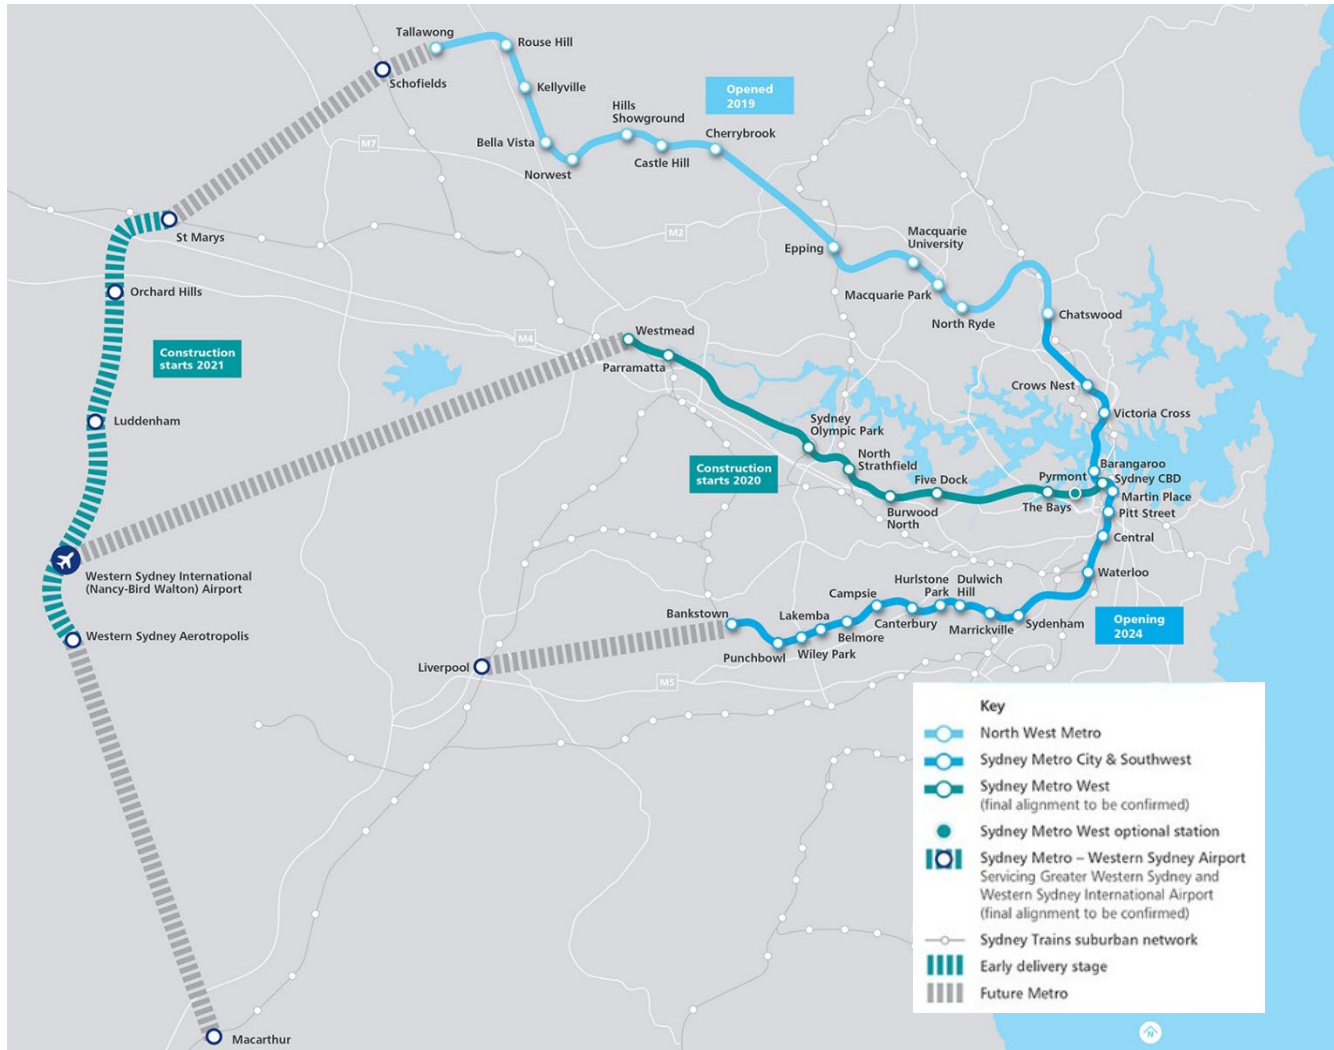 Tallawong
Rouse Hill
Schofields
Kellyville
Opened
2019
Hills
Showground
Cherrybrook
M7
Bella Vista
Castle Hill
Norwest
St Marys
M2
Macquarie
University
Epping
Orchard Hills
Macquarie Park
North Ryde
Chatswood
Westmead
M4
Construction
starts 2021
Parramatta
Crows Nest
Victoria Cross
Luddenham
Sydney
Olympic Park
North
Strathfield
Construction
starts 2020
Barangaroo
Pyrmont
Sydney CBD
Five Dock
Martin Place
The Bays
Burwood
North
Pitt Street
Central
Western Sydney International
(Nancy-Bird Walton) Airport
Waterloo
Hurlstone
Park
Dulwich
Hill
Campsie
Bankstown
Lakemba
Canterbury
Opening
2024
Western Sydney Aerotropolis
Belmore
Marrickville
Sydenham
Wiley Park
Punchbowl
Liverpool
M5
Key
North West Metro
Sydney Metro City & Southwest
Sydney Metro West
(final alignment to be confirmed)
Sydney Metro West optional station
Sydney Metro – Western Sydney Airport
Servicing Greater Western Sydney and
Western Sydney International Airport
(final alignment to be confirmed)
Sydney Trains suburban network
Early delivery stage
Future Metro
N
Macarthur